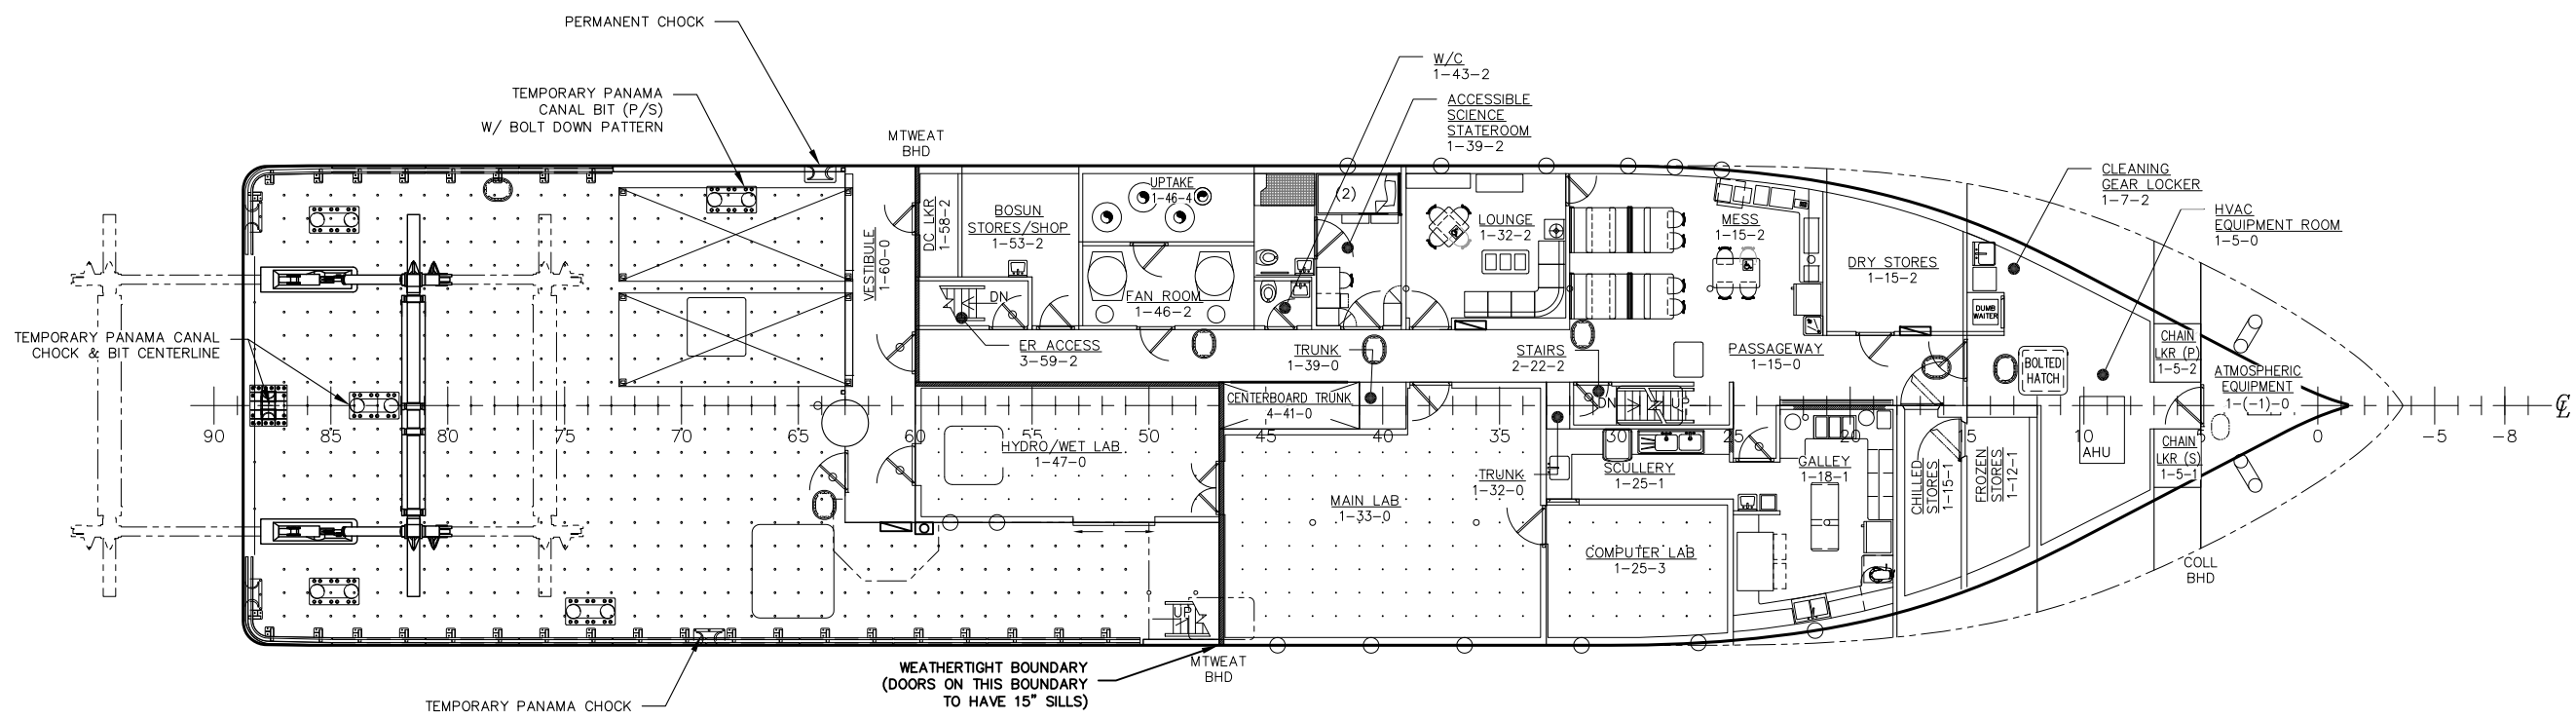 PERMANENT CHOCK
TEMPORARY PANAMA
CANAL BIT (P/S)
W/ BOLT DOWN PATTERN
MTWEAT
BHD
W/C
1-43-2
ACCESSIBLE
SCIENCE
STATEROOM
1-39-2
CLEANING
GEAR LOCKER
1-7-2
HVAC
EQUIPMENT ROOM
1-5-0
DC LKR
1-58-2
BOSUN
STORES/SHOP
1-53-2
UPTAKE
1-46-4
(2)
LOUNGE
1-32-2
MESS
1-15-2
DRY STORES
1-15-2
DUMB
WAITER
VESTIBULE
1-60-0
DN
FAN ROOM
1-46-2
TEMPORARY PANAMA CANAL
CHOCK & BIT CENTERLINE
ER ACCESS
3-59-2
TRUNK
1-39-0
STAIRS
2-22-2
PASSAGEWAY
1-15-0
BOLTED
HATCH
CHAIN
LKR (P)
1-5-2
ATMOSPHERIC
EQUIPMENT
1-(-1)-0
CENTERBOARD TRUNK
4-41-0
DN
UP
90
85
80
75
70
65
60
55
50
45
40
35
30
25
20
15
10
5
0
-5
-8
CL
AHU
HYDRO/WET LAB
1-47-0
MAIN LAB
1-33-0
TRUNK
1-32-0
SCULLERY
1-25-1
GALLEY
1-18-1
CHILLED
STORES
1-15-1
FROZEN
STORES
1-12-1
CHAIN
LKR (S)
1-5-1
COMPUTER LAB
1-25-3
COLL
BHD
UP
WEATHERTIGHT BOUNDARY
(DOORS ON THIS BOUNDARY
TO HAVE 15" SILLS)
MTWEAT
BHD
TEMPORARY PANAMA CHOCK